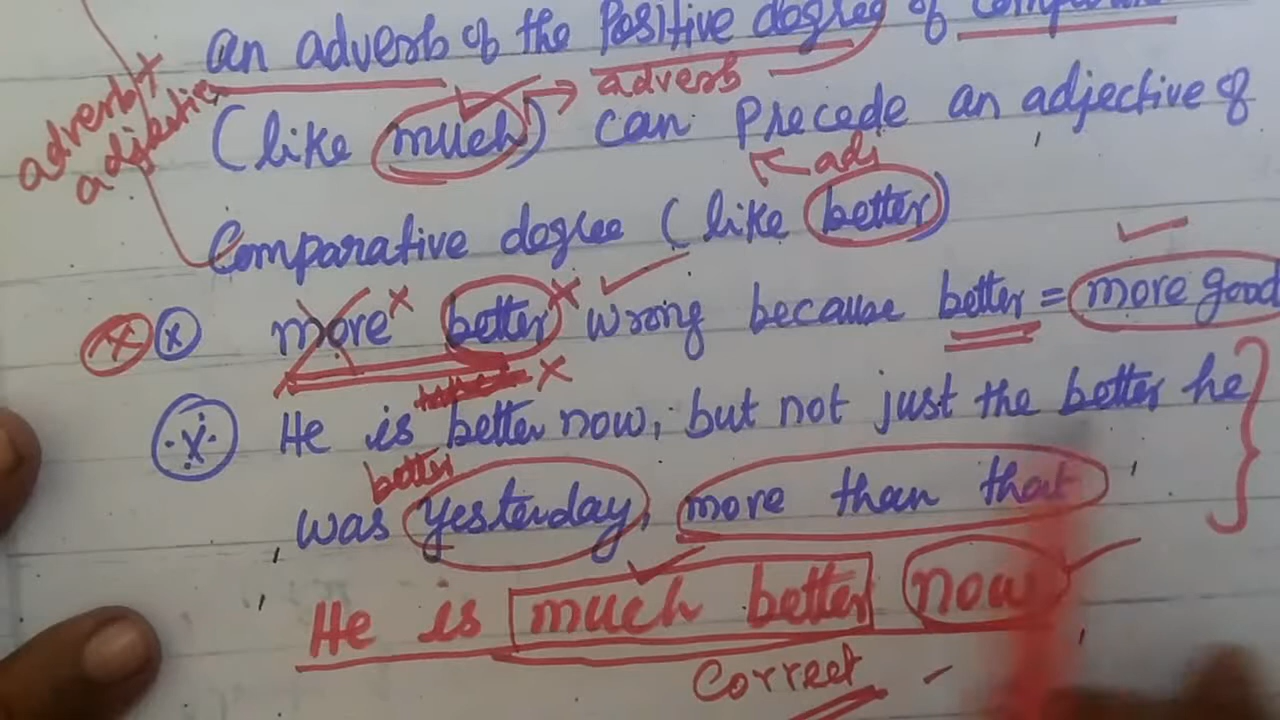 an adverb of the Positive degree of
adverb
adverb +
adjective
(like much) can Precede an adjective of
adj
Comparative degree (like better)
(x) (x) more x better x wrong because better = more good
x
(x) He is better now, but not just the better he
better
was yesterday, more than that
He is much better now
Correct